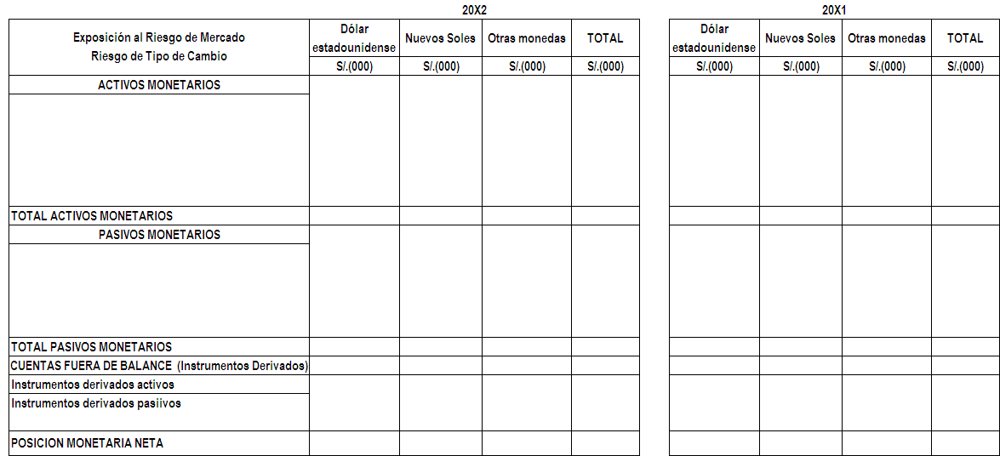 20X2 20X1
Exposición al Riesgo de Mercado
Riesgo de Tipo de Cambio
Dólar estadounidense Nuevos Soles Otras monedas TOTAL Dólar estadounidense Nuevos Soles Otras monedas TOTAL
S/.(000) S/.(000) S/.(000) S/.(000) S/.(000) S/.(000) S/.(000) S/.(000)
ACTIVOS MONETARIOS
TOTAL ACTIVOS MONETARIOS
PASIVOS MONETARIOS
TOTAL PASIVOS MONETARIOS
CUENTAS FUERA DE BALANCE (Instrumentos Derivados)
Instrumentos derivados activos
Instrumentos derivados pasiivos
POSICION MONETARIA NETA